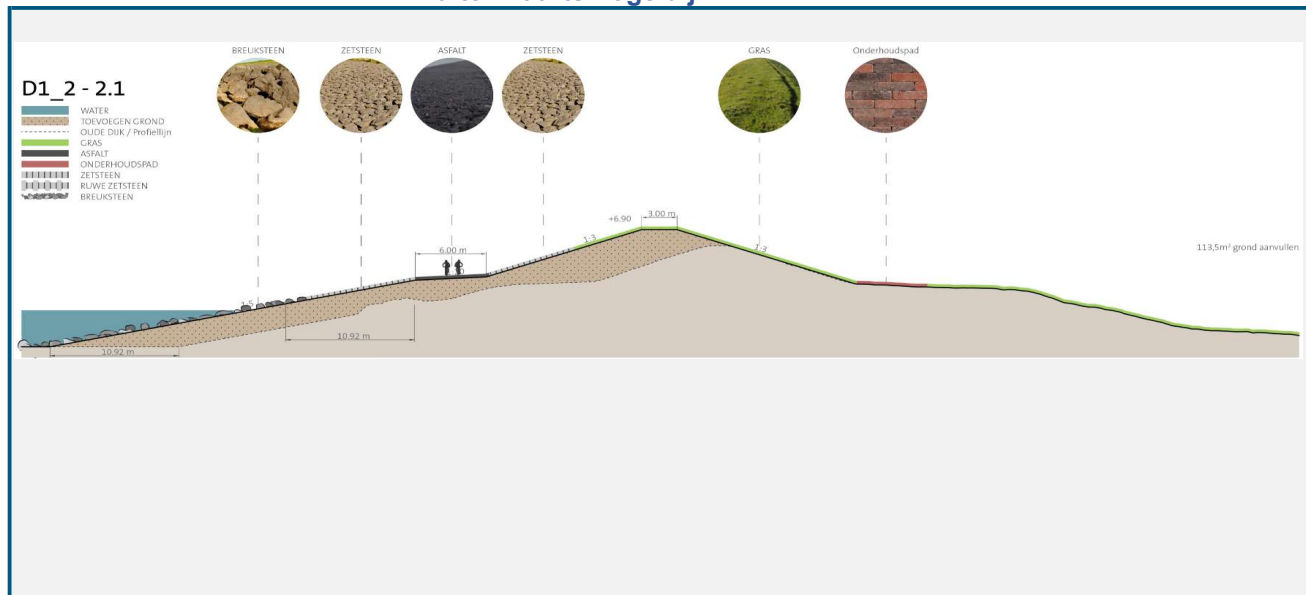 BREUKSTEEN
ZETSTEEN
ASFALT
ZETSTEEN
GRAS
Onderhoudspad
D1_2 - 2.1
WATER
TOEVOEGEN GROND
OUDE DIJK / Profiellijn
GRAS
ASFALT
ONDERHOUDSPAD
ZETSTEEN
RUWE ZETSTEEN
BREUKSTEEN
+6.90
3.00 m
1:3
1:3
6.00 m
113,5m² grond aanvullen
1:5
10.92 m
10.92 m